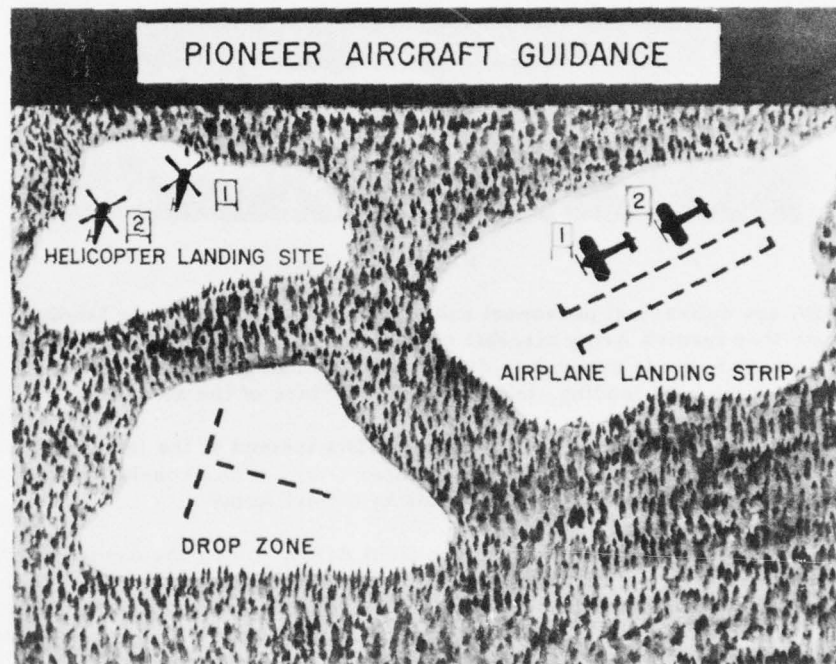 PIONEER AIRCRAFT GUIDANCE
1
2
HELICOPTER LANDING SITE
2
1
AIRPLANE LANDING STRIP
DROP ZONE